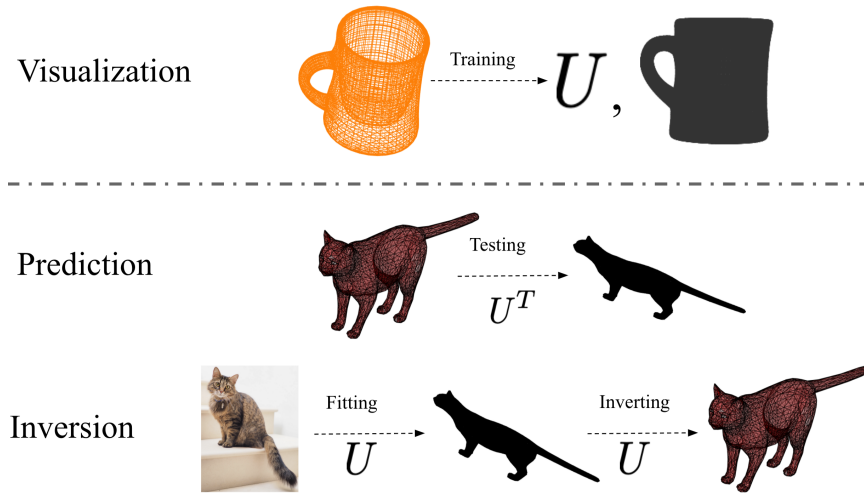 Visualization
Training
U ,
Prediction
Testing
U^T
Inversion
Fitting
U
Inverting
U